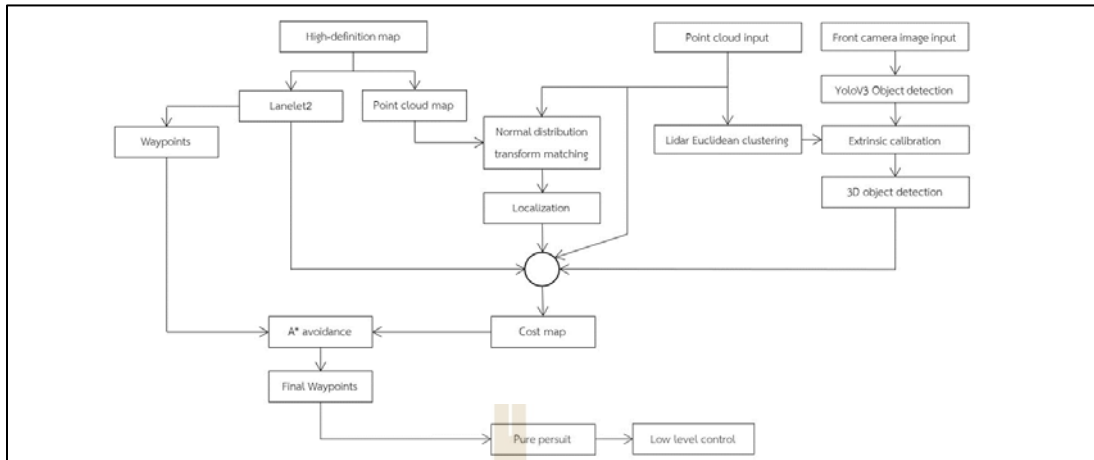 High-definition map
Point cloud input
Front camera image input
YoloV3 Object detection
Lanelet2
Point cloud map
Waypoints
Normal distribution
transform matching
Lidar Euclidean clustering
Extrinsic calibration
3D object detection
Localization
A* avoidance
Cost map
Final Waypoints
Pure persuit
Low level control